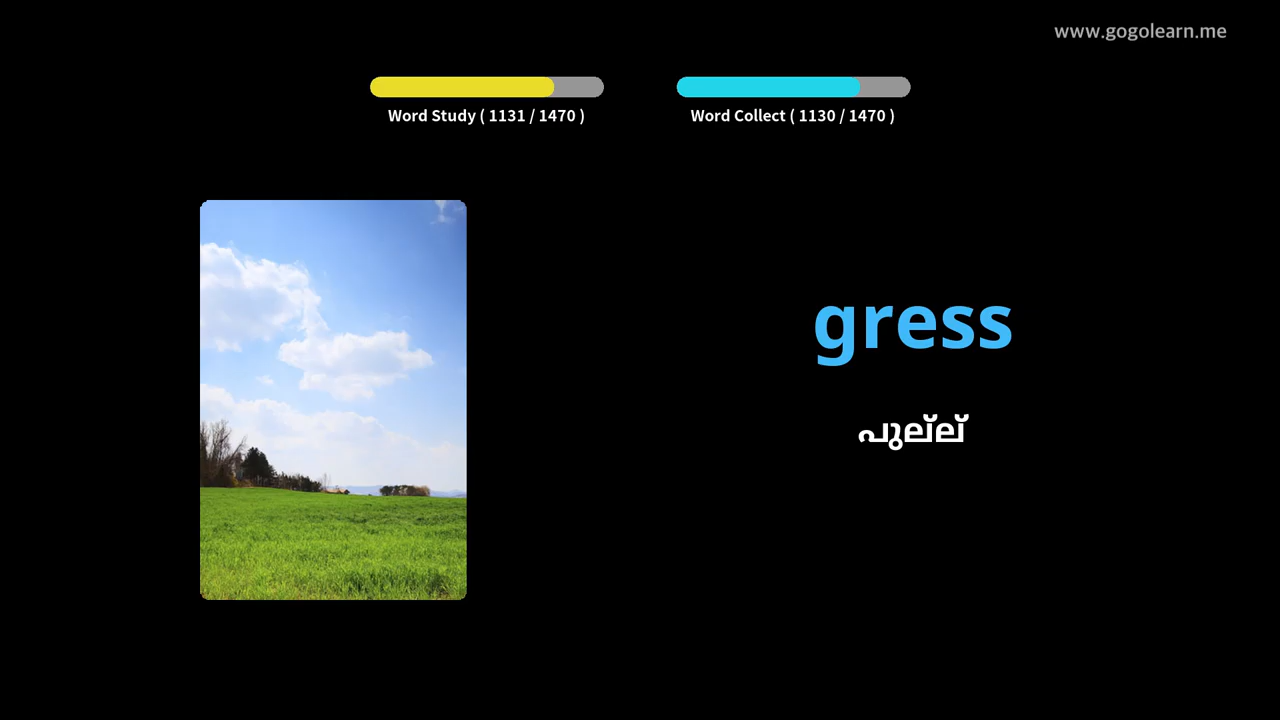 www.gogolearn.me
Word Study ( 1131 / 1470 )
Word Collect ( 1130 / 1470 )
gress
പുല്ല്